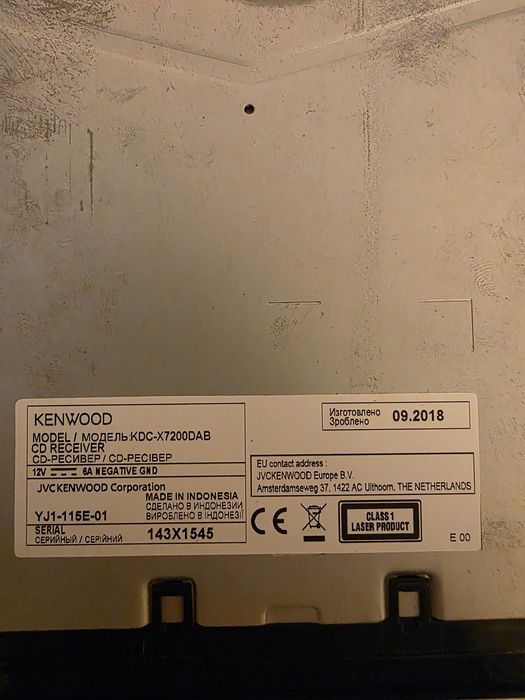 KENWOOD
MODEL / МОДЕЛЬ:KDC-X7200DAB
CD RECEIVER
CD-РЕСИВЕР / CD-РЕСІВЕР
12V 6A NEGATIVE GND
JVCKENWOOD Corporation
MADE IN INDONESIA
СДЕЛАНО В ИНДОНЕЗИИ
YJ1-115E-01 ВИРОБЛЕНО В ІНДОНЕЗІЇ
SERIAL
СЕРИЙНЫЙ / СЕРІЙНИЙ 143X1545
Изготовлено
Зроблено 09.2018
EU contact address :
JVCKENWOOD Europe B.V.
Amsterdamseweg 37, 1422 AC Uithoorn, THE NETHERLANDS
CE
CLASS 1
LASER PRODUCT
E 00